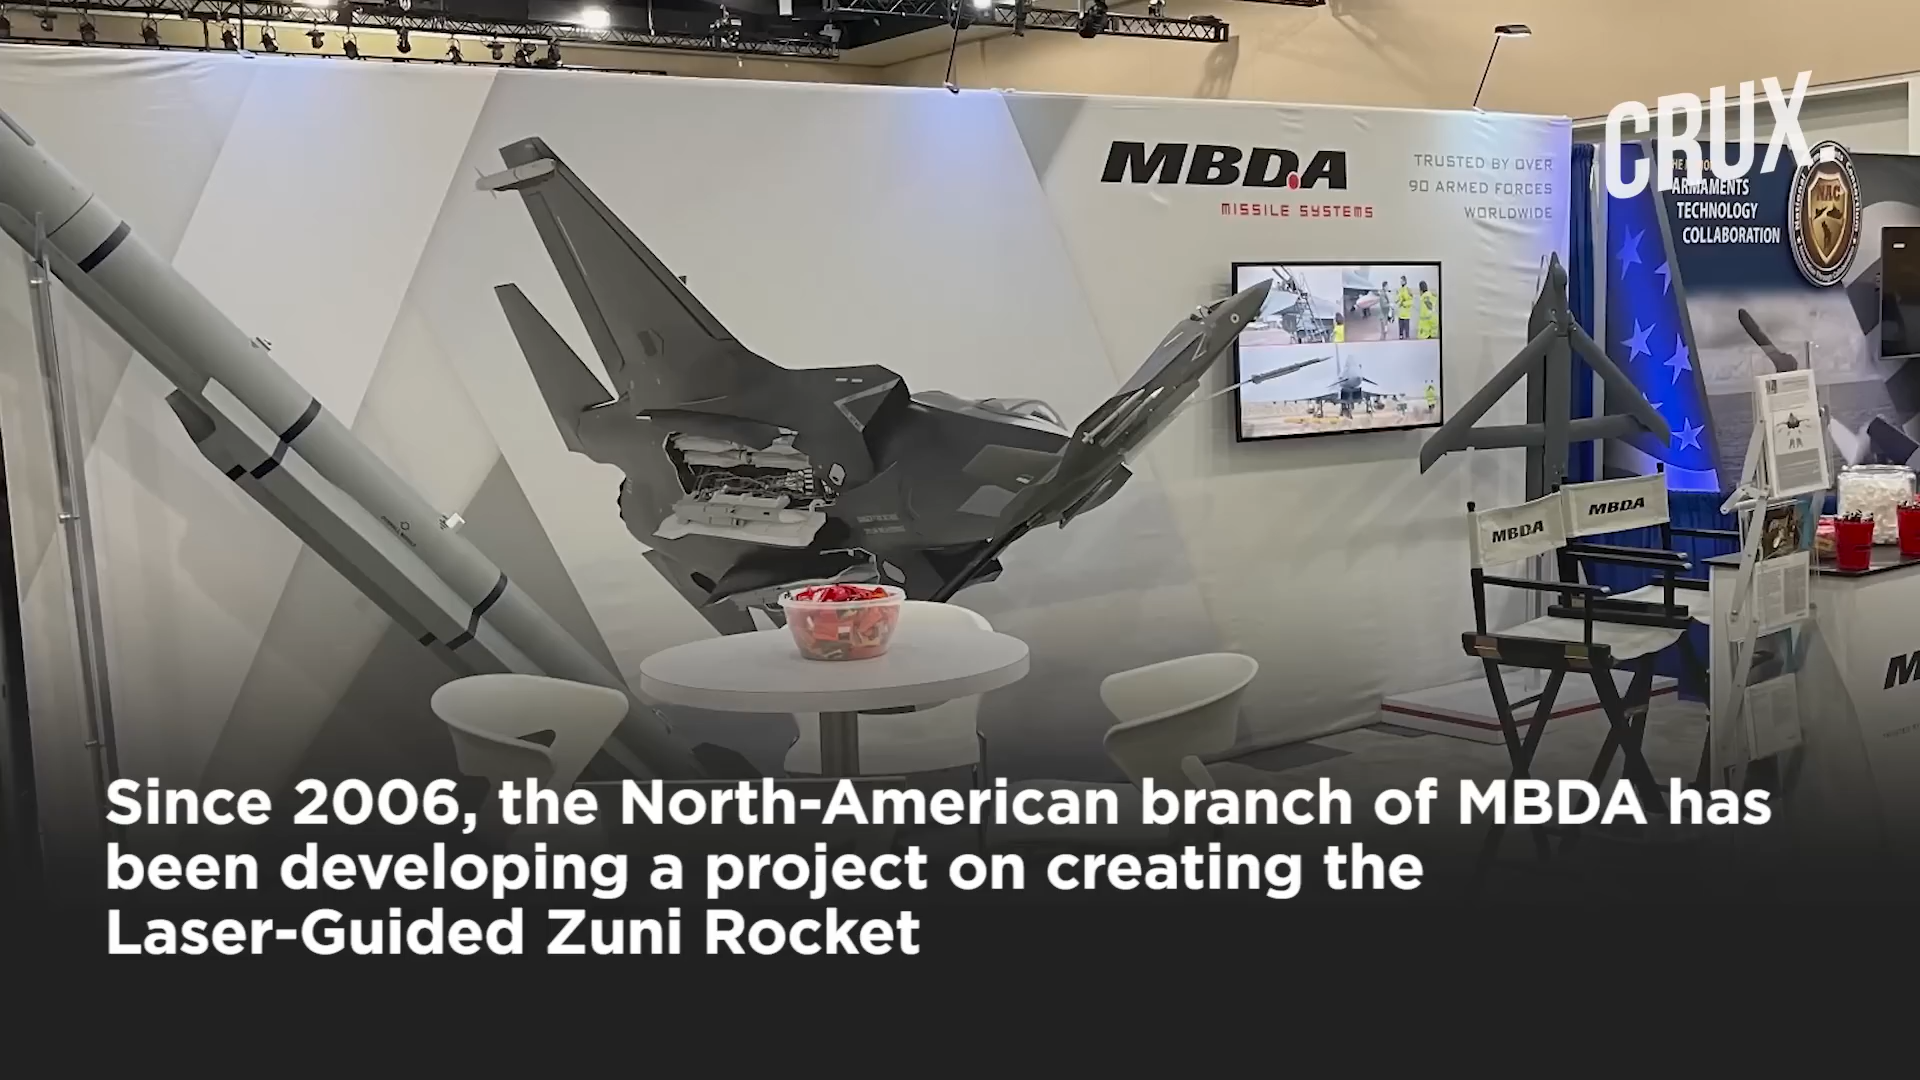 CRUX.
MBDA
MISSILE SYSTEMS
TRUSTED BY OVER
90 ARMED FORCES
WORLDWIDE
ARMAMENTS
TECHNOLOGY
COLLABORATION
NAC
MBDA
MBDA
Since 2006, the North-American branch of MBDA has
been developing a project on creating the
Laser-Guided Zuni Rocket